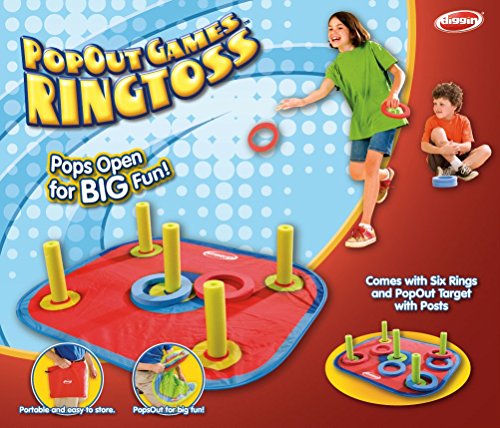 diggin
PopOut Games
RINGTOSS
Pops Open
for BIG Fun!
Comes with Six Rings
and PopOut Target
with Posts
Portable and easy to store.
PopsOut for big fun!